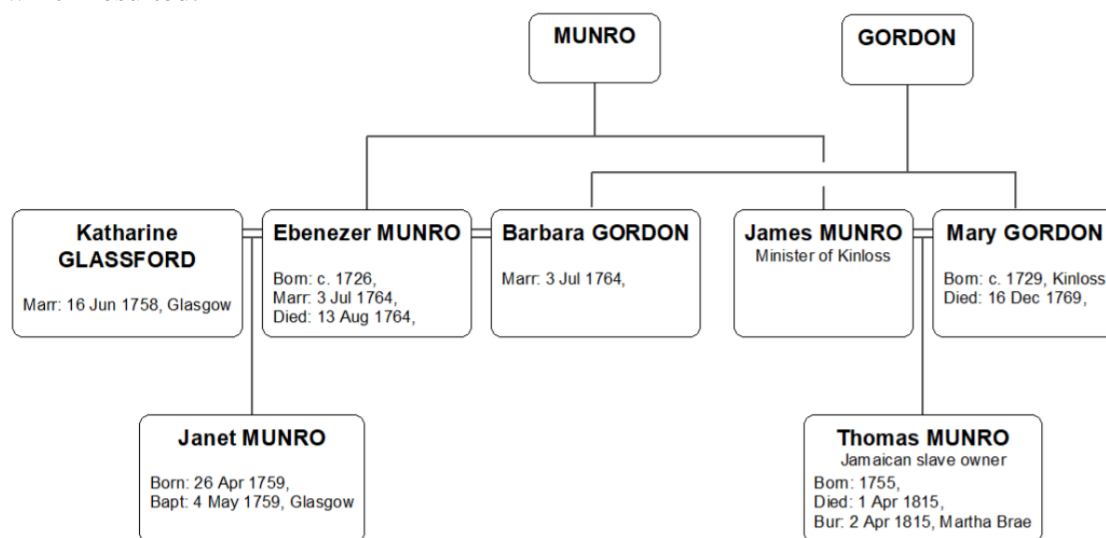 MUNRO
GORDON
Katharine
GLASSFORD
Marr: 16 Jun 1758, Glasgow
Ebenezer MUNRO
Born: c. 1726,
Marr: 3 Jul 1764,
Died: 13 Aug 1764,
Barbara GORDON
Marr: 3 Jul 1764,
James MUNRO
Minister of Kinloss
Mary GORDON
Born: c. 1729, Kinloss
Died: 16 Dec 1769,
Janet MUNRO
Born: 26 Apr 1759,
Bapt: 4 May 1759, Glasgow
Thomas MUNRO
Jamaican slave owner
Born: 1755,
Died: 1 Apr 1815,
Bur: 2 Apr 1815, Martha Brae